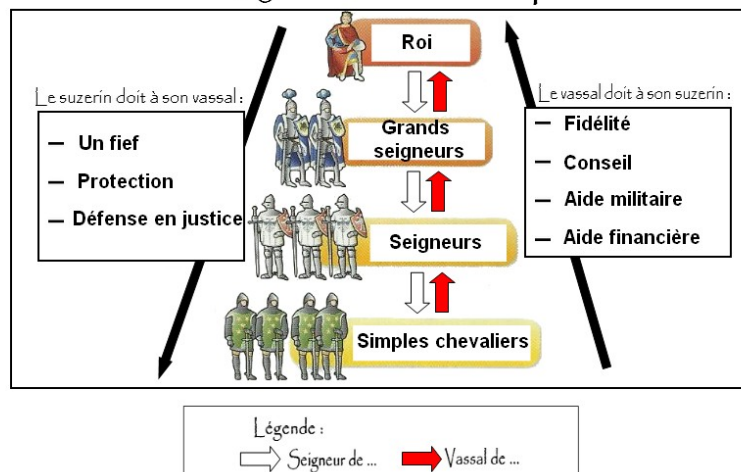 Roi
Le suzerin doit à son vassal :
— Un fief
— Protection
— Défense en justice
Grands
seigneurs
Seigneurs
Simples chevaliers
Le vassal doit à son suzerin :
— Fidélité
— Conseil
— Aide militaire
— Aide financière
Légende :
Seigneur de ...
Vassal de ...